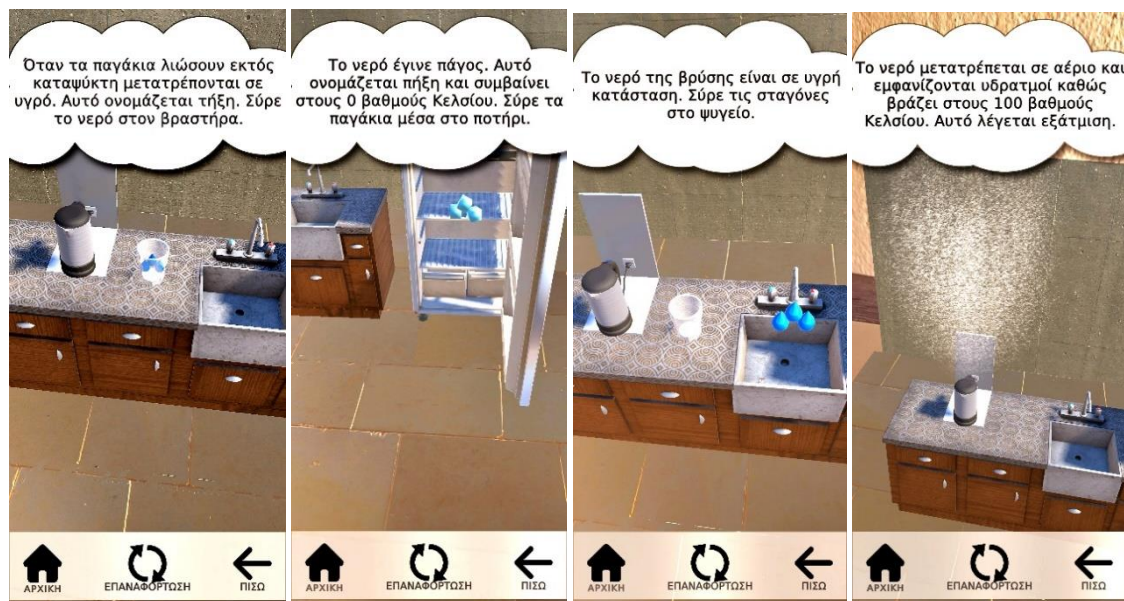 Όταν τα παγάκια λιώσουν εκτός
καταψύκτη μετατρέπονται σε
υγρό. Αυτό ονομάζεται τήξη. Σύρε
το νερό στον βραστήρα.
ΑΡΧΙΚΗ
ΕΠΑΝΑΦΟΡΤΩΣΗ
ΠΙΣΩ
Το νερό έγινε πάγος. Αυτό
ονομάζεται πήξη και συμβαίνει
στους 0 βαθμούς Κελσίου. Σύρε τα
παγάκια μέσα στο ποτήρι.
ΑΡΧΙΚΗ
ΕΠΑΝΑΦΟΡΤΩΣΗ
ΠΙΣΩ
Το νερό της βρύσης είναι σε υγρή
κατάσταση. Σύρε τις σταγόνες
στο ψυγείο.
ΑΡΧΙΚΗ
ΕΠΑΝΑΦΟΡΤΩΣΗ
ΠΙΣΩ
Το νερό μετατρέπεται σε αέριο και
εμφανίζονται υδρατμοί καθώς
βράζει στους 100 βαθμούς
Κελσίου. Αυτό λέγεται εξάτμιση.
ΑΡΧΙΚΗ
ΕΠΑΝΑΦΟΡΤΩΣΗ
ΠΙΣΩ